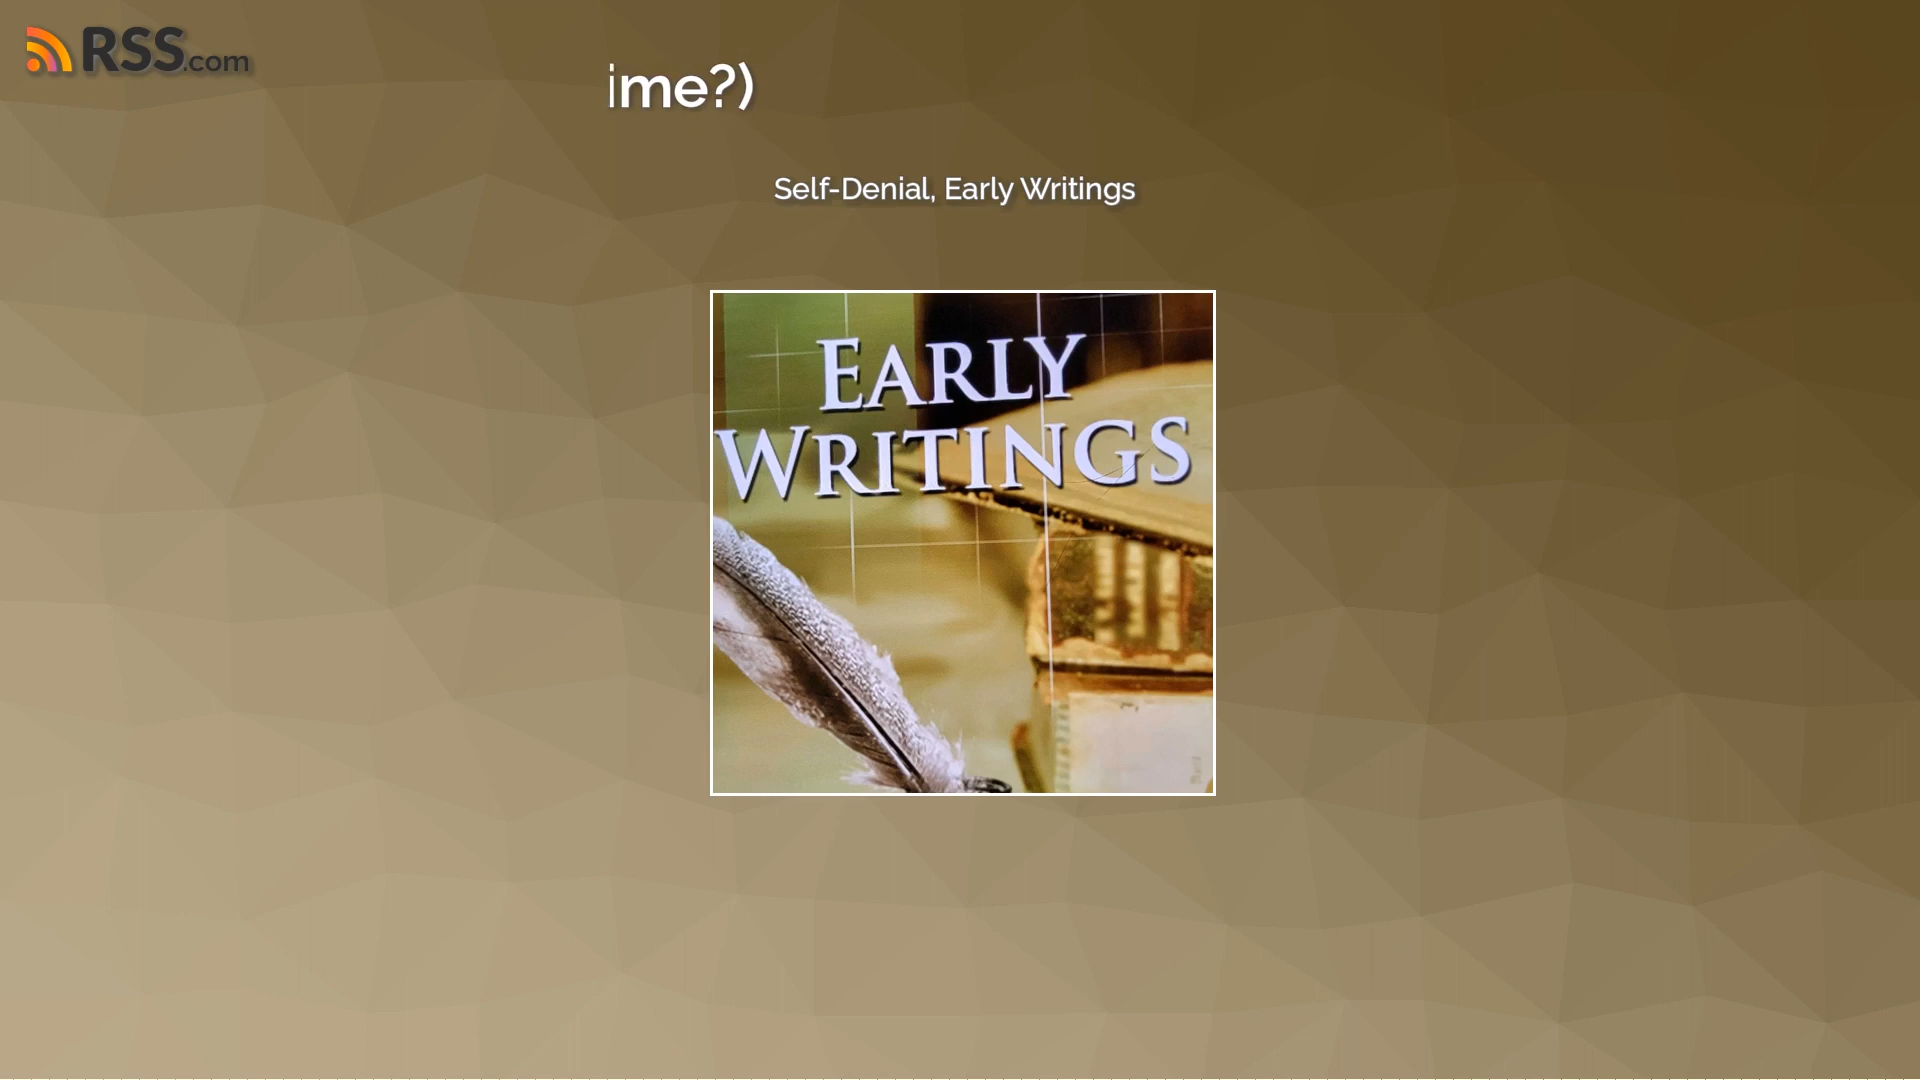 RSS.com
ime?)
Self-Denial, Early Writings
EARLY
WRITINGS